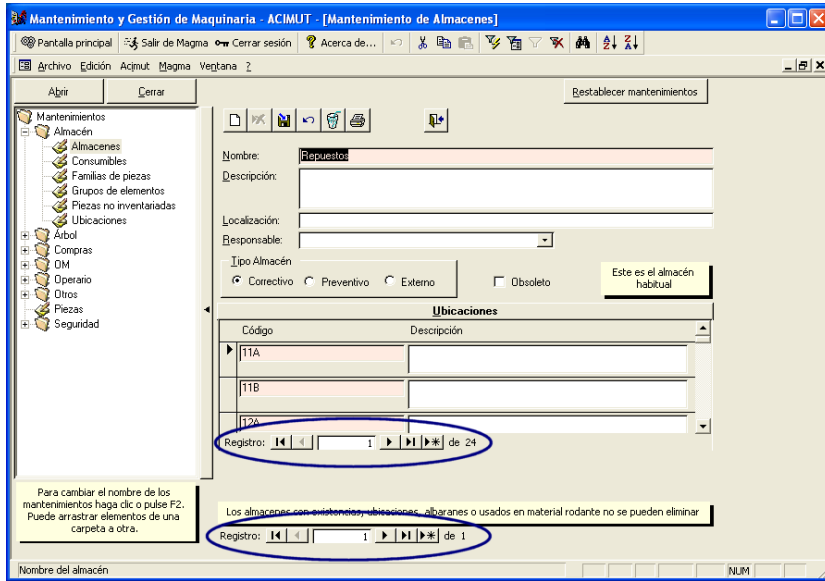 Mantenimiento y Gestión de Maquinaria - ACIMUT - [Mantenimiento de Almacenes]
Pantalla principal Salir de Magma Cerrar sesión Acerca de...
Archivo Edición Acimut Magma Ventana ?
Abrir Cerrar Restablecer mantenimientos
Mantenimientos
Almacén
Almacenes
Consumibles
Familias de piezas
Grupos de elementos
Piezas no inventariadas
Ubicaciones
Árbol
Compras
OM
Operario
Otros
Piezas
Seguridad
Nombre: Repuestos
Descripción:
Localización:
Responsable:
Tipo Almacén
Correctivo Preventivo Externo Obsoleto
Este es el almacén
habitual
Ubicaciones
Código Descripción
11A
11B
12A
Registro: 1 de 24
Para cambiar el nombre de los
mantenimientos haga clic o pulse F2.
Puede arrastrar elementos de una
carpeta a otra.
Los almacenes con existencias, ubicaciones, albaranes o usados en material rodante no se pueden eliminar
Registro: 1 de 1
Nombre del almacén NUM